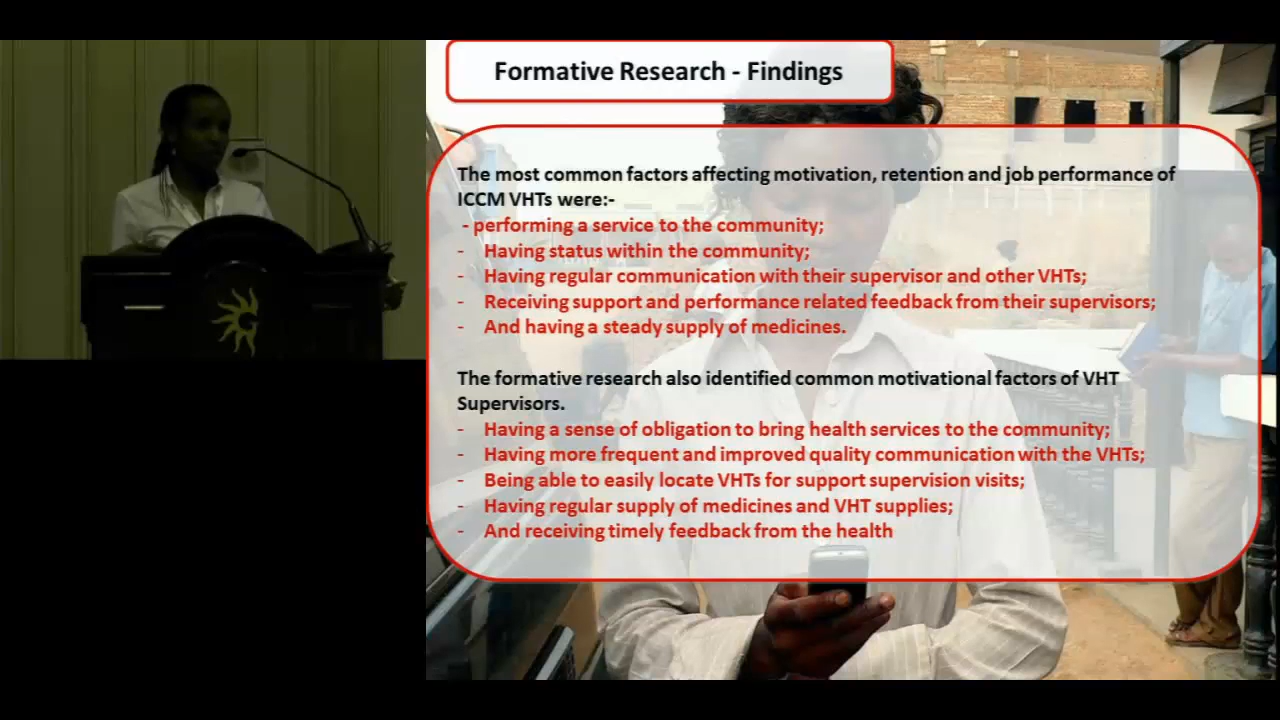 Formative Research - Findings
The most common factors affecting motivation, retention and job performance of
ICCM VHTs were:-
- performing a service to the community;
- Having status within the community;
- Having regular communication with their supervisor and other VHTs;
- Receiving support and performance related feedback from their supervisors;
- And having a steady supply of medicines.
The formative research also identified common motivational factors of VHT
Supervisors.
- Having a sense of obligation to bring health services to the community;
- Having more frequent and improved quality communication with the VHTs;
- Being able to easily locate VHTs for support supervision visits;
- Having regular supply of medicines and VHT supplies;
- And receiving timely feedback from the health